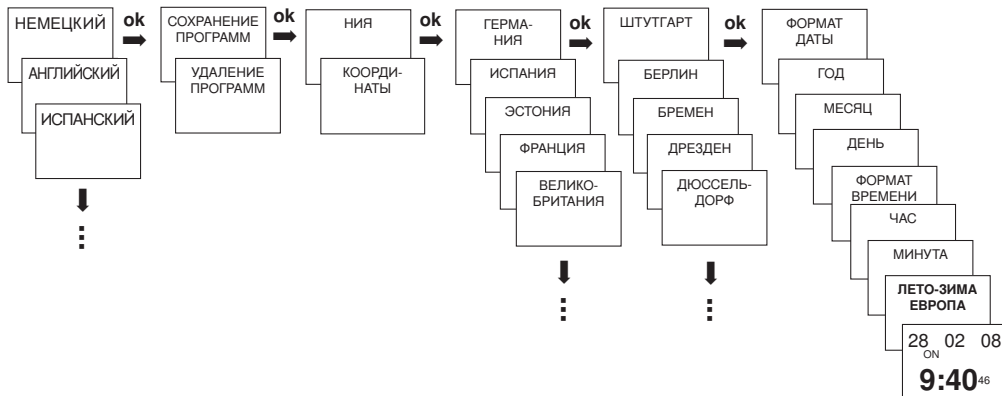 НЕМЕЦКИЙ
АНГЛИЙСКИЙ
ИСПАНСКИЙ
ok
СОХРАНЕНИЕ
ПРОГРАММ
УДАЛЕНИЕ
ПРОГРАММ
ok
НИЯ
КООРДИ-
НАТЫ
ok
ГЕРМА-
НИЯ
ИСПАНИЯ
ЭСТОНИЯ
ФРАНЦИЯ
ВЕЛИКО-
БРИТАНИЯ
ok
ШТУТГАРТ
БЕРЛИН
БРЕМЕН
ДРЕЗДЕН
ДЮССЕЛЬ-
ДОРФ
ok
ФОРМАТ
ДАТЫ
ГОД
МЕСЯЦ
ДЕНЬ
ФОРМАТ
ВРЕМЕНИ
ЧАС
МИНУТА
ЛЕТО-ЗИМА
ЕВРОПА
28 02 08
ON
9:40 46